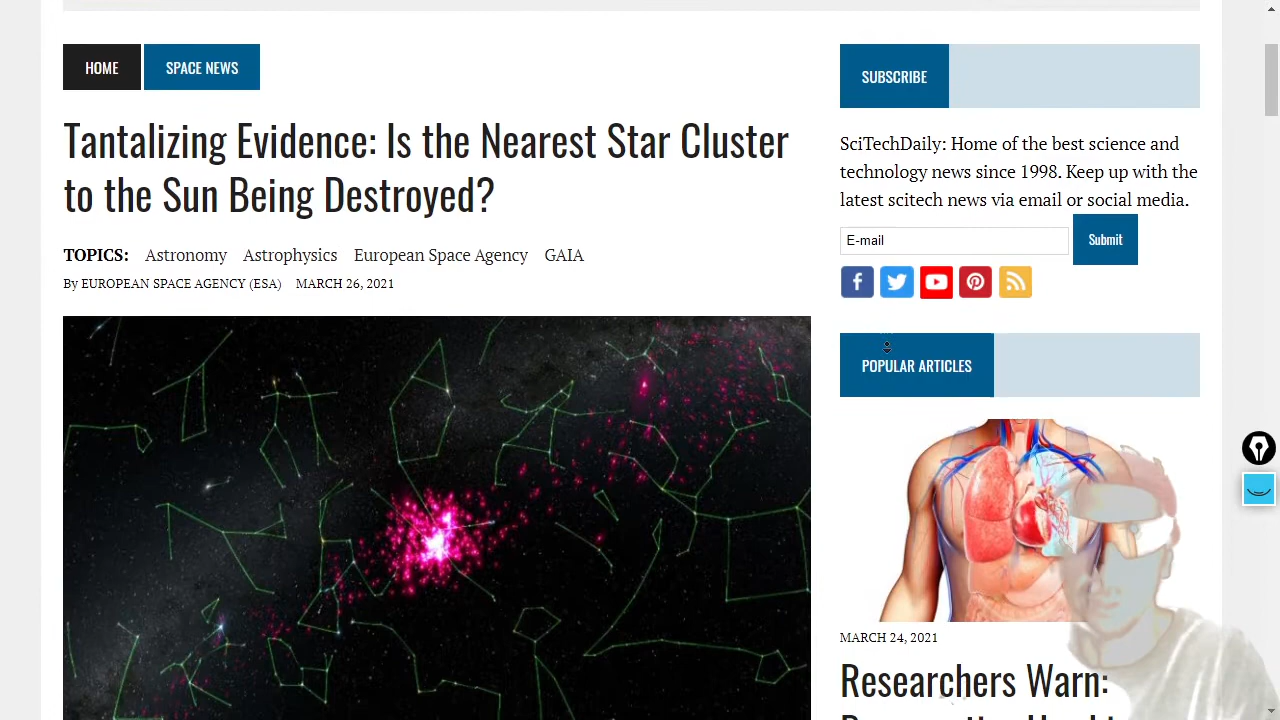 HOME
SPACE NEWS
Tantalizing Evidence: Is the Nearest Star Cluster
to the Sun Being Destroyed?
TOPICS: Astronomy Astrophysics European Space Agency GAIA
By EUROPEAN SPACE AGENCY (ESA) MARCH 26, 2021
SUBSCRIBE
SciTechDaily: Home of the best science and
technology news since 1998. Keep up with the
latest scitech news via email or social media.
E-mail
Submit
POPULAR ARTICLES
MARCH 24, 2021
Researchers Warn: